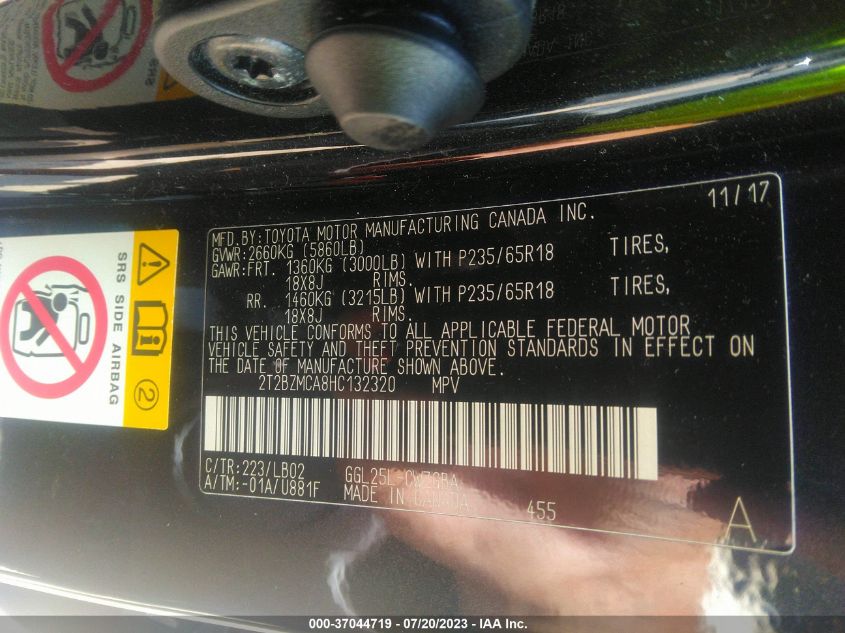 11/17
MFD.BY:TOYOTA MOTOR MANUFACTURING CANADA INC.
GVWR:2660KG (5860LB)
GAWR:FRT. 1360KG (3000LB) WITH P235/65R18 TIRES,
18X8J RIMS.
RR. 1460KG (3215LB) WITH P235/65R18 TIRES,
18X8J RIMS.
THIS VEHICLE CONFORMS TO ALL APPLICABLE FEDERAL MOTOR
VEHICLE SAFETY AND THEFT PREVENTION STANDARDS IN EFFECT ON
THE DATE OF MANUFACTURE SHOWN ABOVE.
2T2BZMCA8HC132320 MPV
C/TR:223/LB02
A/TM:-01A/U881F
MADE IN CANADA
455
A
SRS SIDE AIRBAG
2
000-37044719 / 07/20/2023 - IAA Inc.